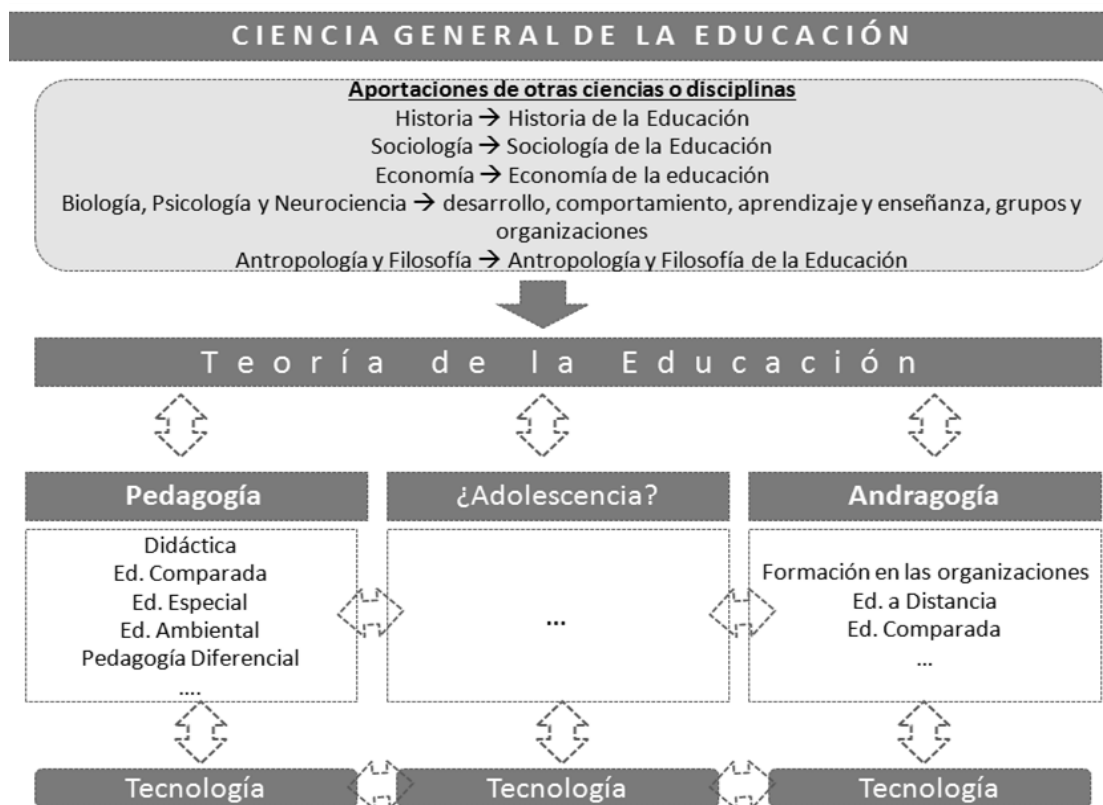 CIENCIA GENERAL DE LA EDUCACIÓN
Aportaciones de otras ciencias o disciplinas
Historia → Historia de la Educación
Sociología → Sociología de la Educación
Economía → Economía de la educación
Biología, Psicología y Neurociencia → desarrollo, comportamiento, aprendizaje y enseñanza, grupos y
organizaciones
Antropología y Filosofía → Antropología y Filosofía de la Educación
Teoría de la Educación
Pedagogía
Didáctica
Ed. Comparada
Ed. Especial
Ed. Ambiental
Pedagogía Diferencial
....
¿Adolescencia?
...
Andragogía
Formación en las organizaciones
Ed. a Distancia
Ed. Comparada
...
Tecnología
Tecnología
Tecnología